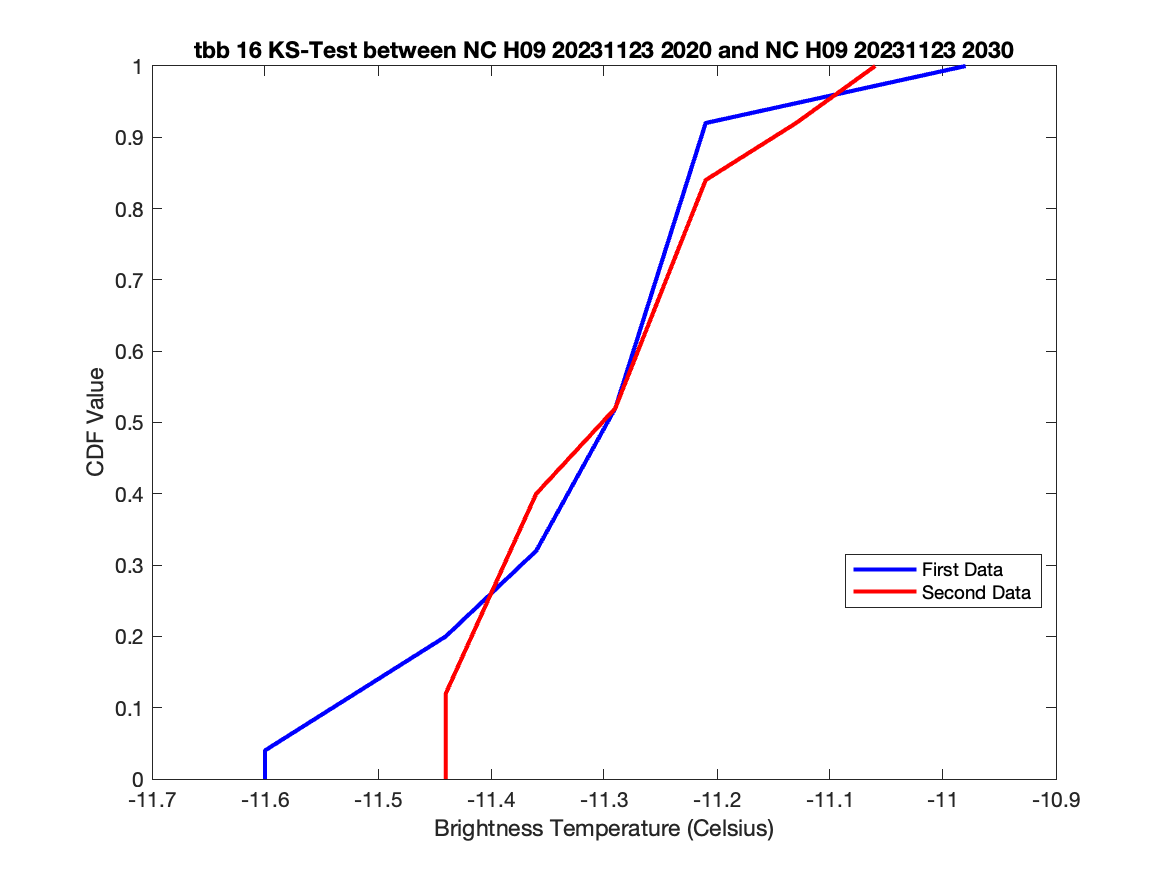 tbb 16 KS-Test between NC H09 20231123 2020 and NC H09 20231123 2030
1
0.9
0.8
0.7
0.6
0.5
0.4
0.3
0.2
0.1
0
CDF Value
First Data
Second Data
-11.7 -11.6 -11.5 -11.4 -11.3 -11.2 -11.1 -11 -10.9
Brightness Temperature (Celsius)